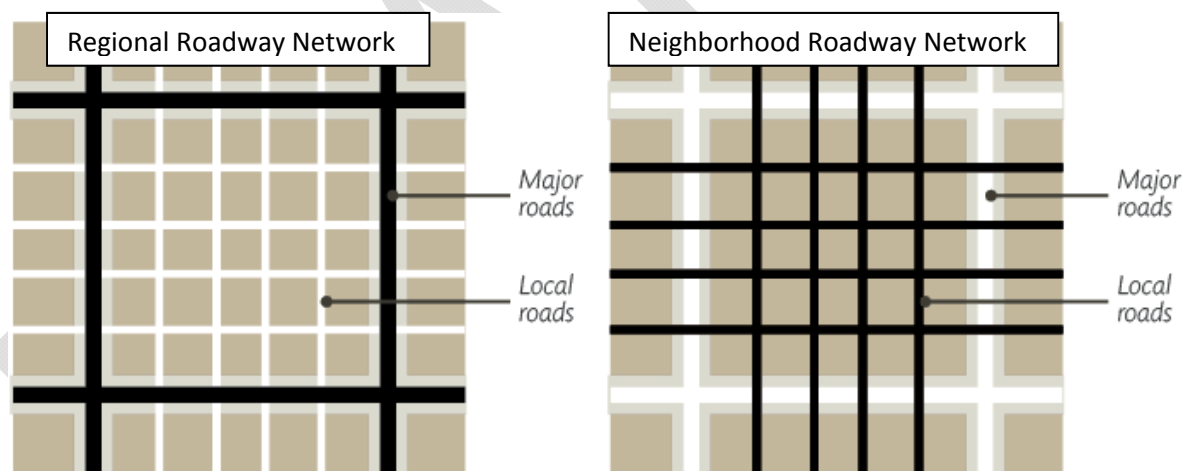 Regional Roadway Network
Major
roads
Local
roads
Neighborhood Roadway Network
Major
roads
Local
roads